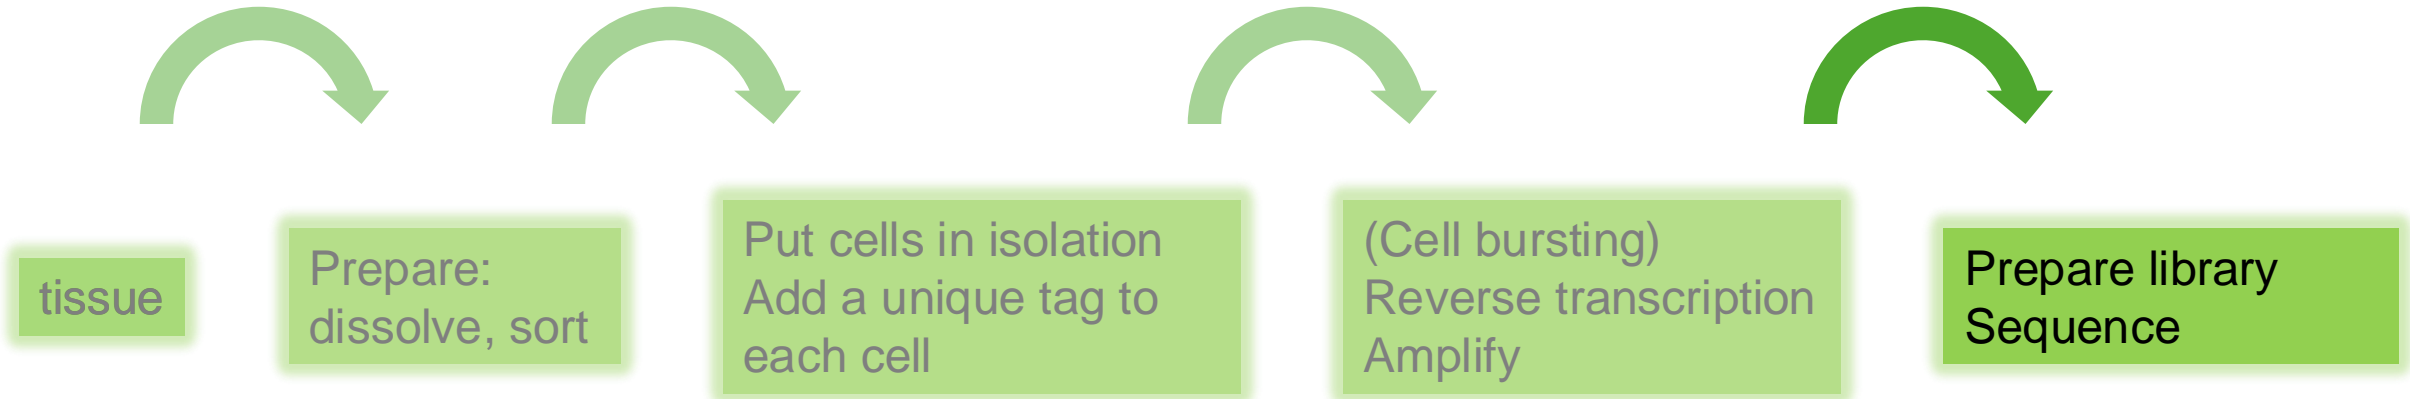 tissue
Prepare:
dissolve, sort
Put cells in isolation
Add a unique tag to
each cell
(Cell bursting)
Reverse transcription
Amplify
Prepare library
Sequence